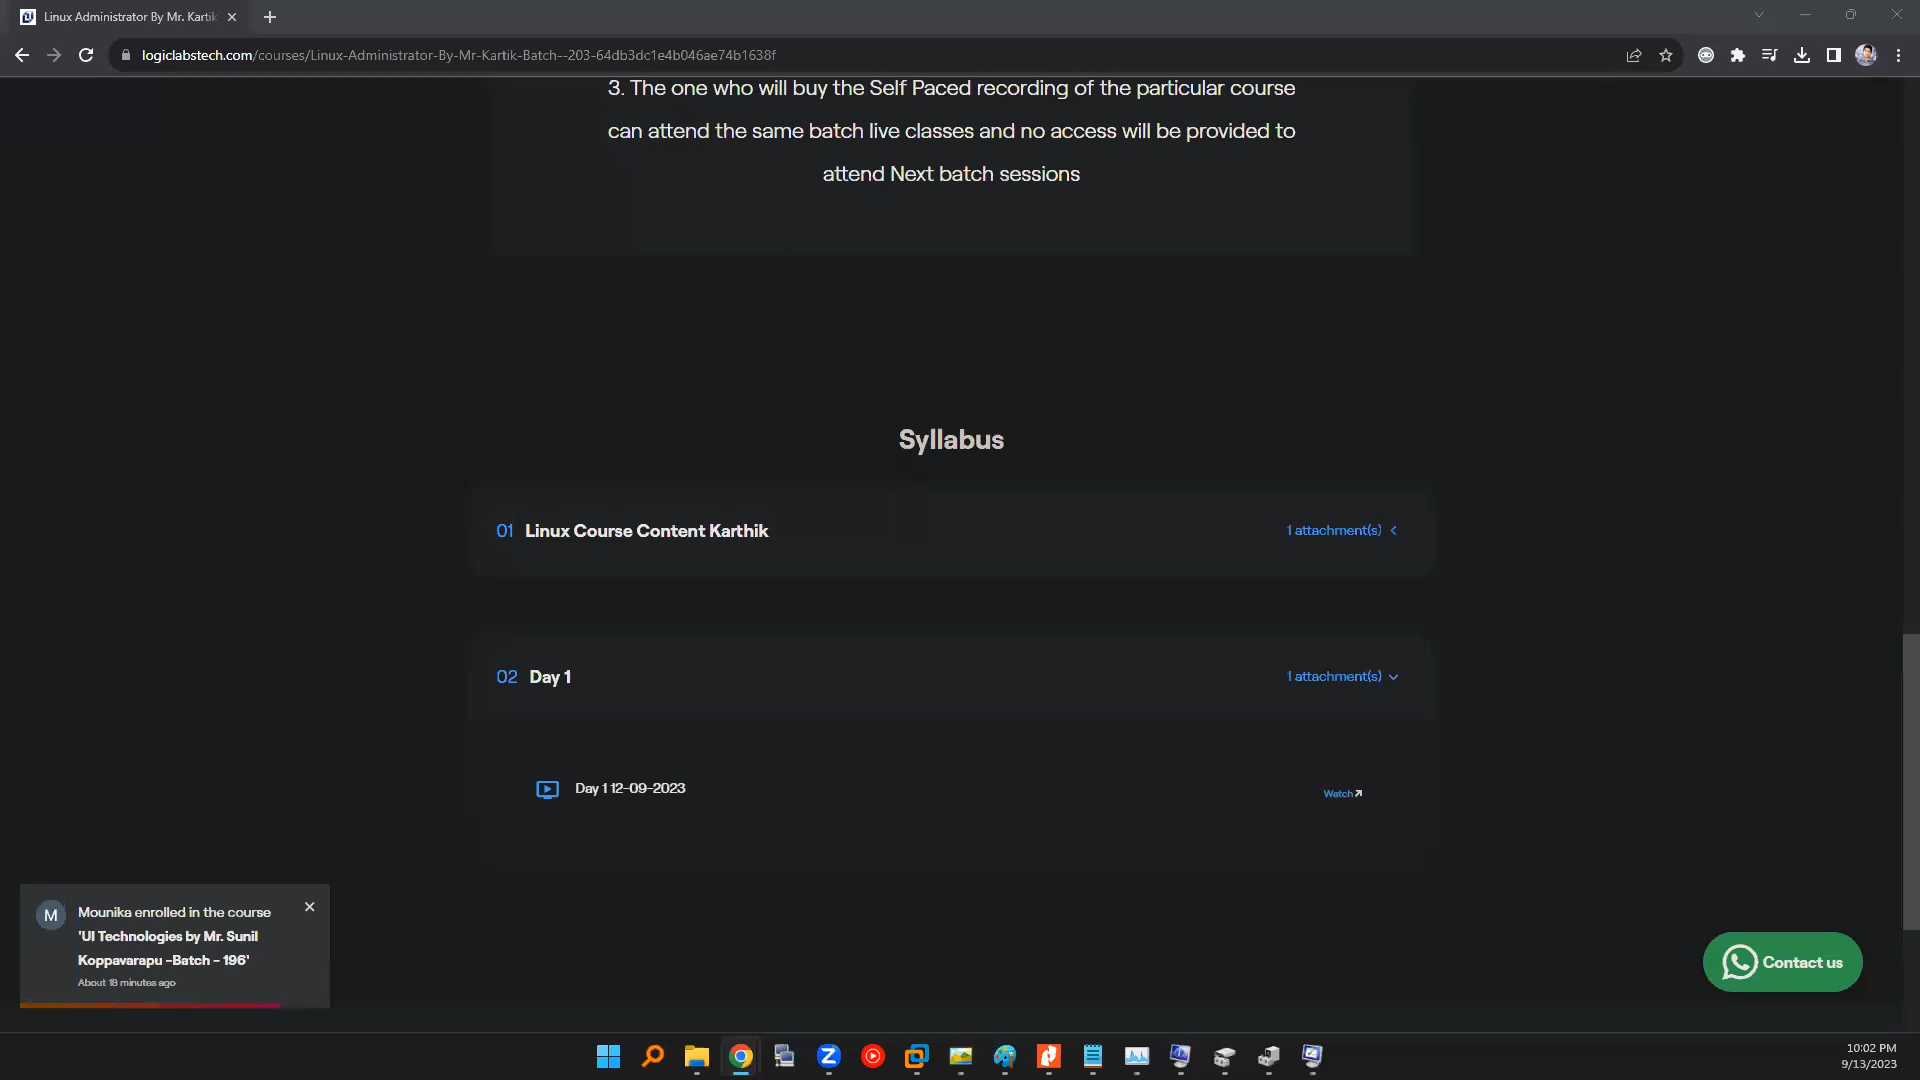 Linux Administrator By Mr. Kartik
logiclabstech.com/courses/Linux-Administrator-By-Mr-Kartik-Batch--203-64db3dc1e4b046ae74b1638f
3. The one who will buy the Self Paced recording of the particular course
can attend the same batch live classes and no access will be provided to
attend Next batch sessions
Syllabus
01 Linux Course Content Karthik 1 attachment(s)
02 Day 1 1 attachment(s)
Day 1 12-09-2023 Watch
M
Mounika enrolled in the course
'UI Technologies by Mr. Sunil
Koppavarapu -Batch - 196'
About 18 minutes ago
Contact us
10:02 PM
9/13/2023